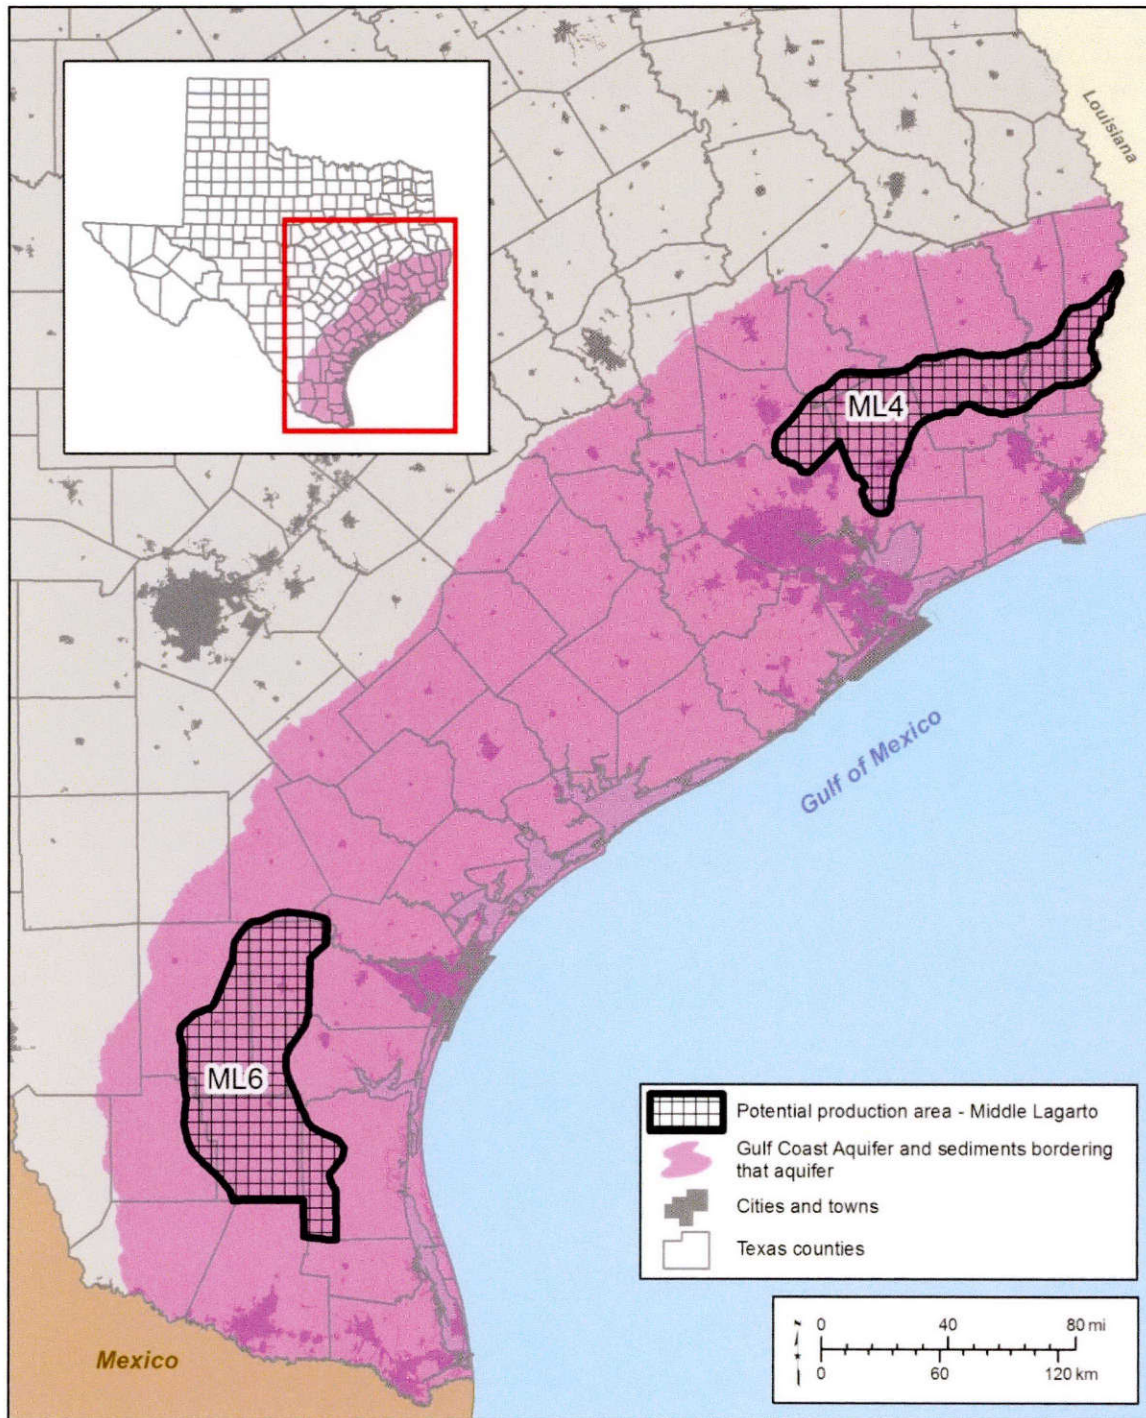 Louisiana
ML4
Gulf of Mexico
ML6
Potential production area - Middle Lagarto
Gulf Coast Aquifer and sediments bordering
that aquifer
Cities and towns
Texas counties
0 40 80 mi
0 60 120 km
Mexico